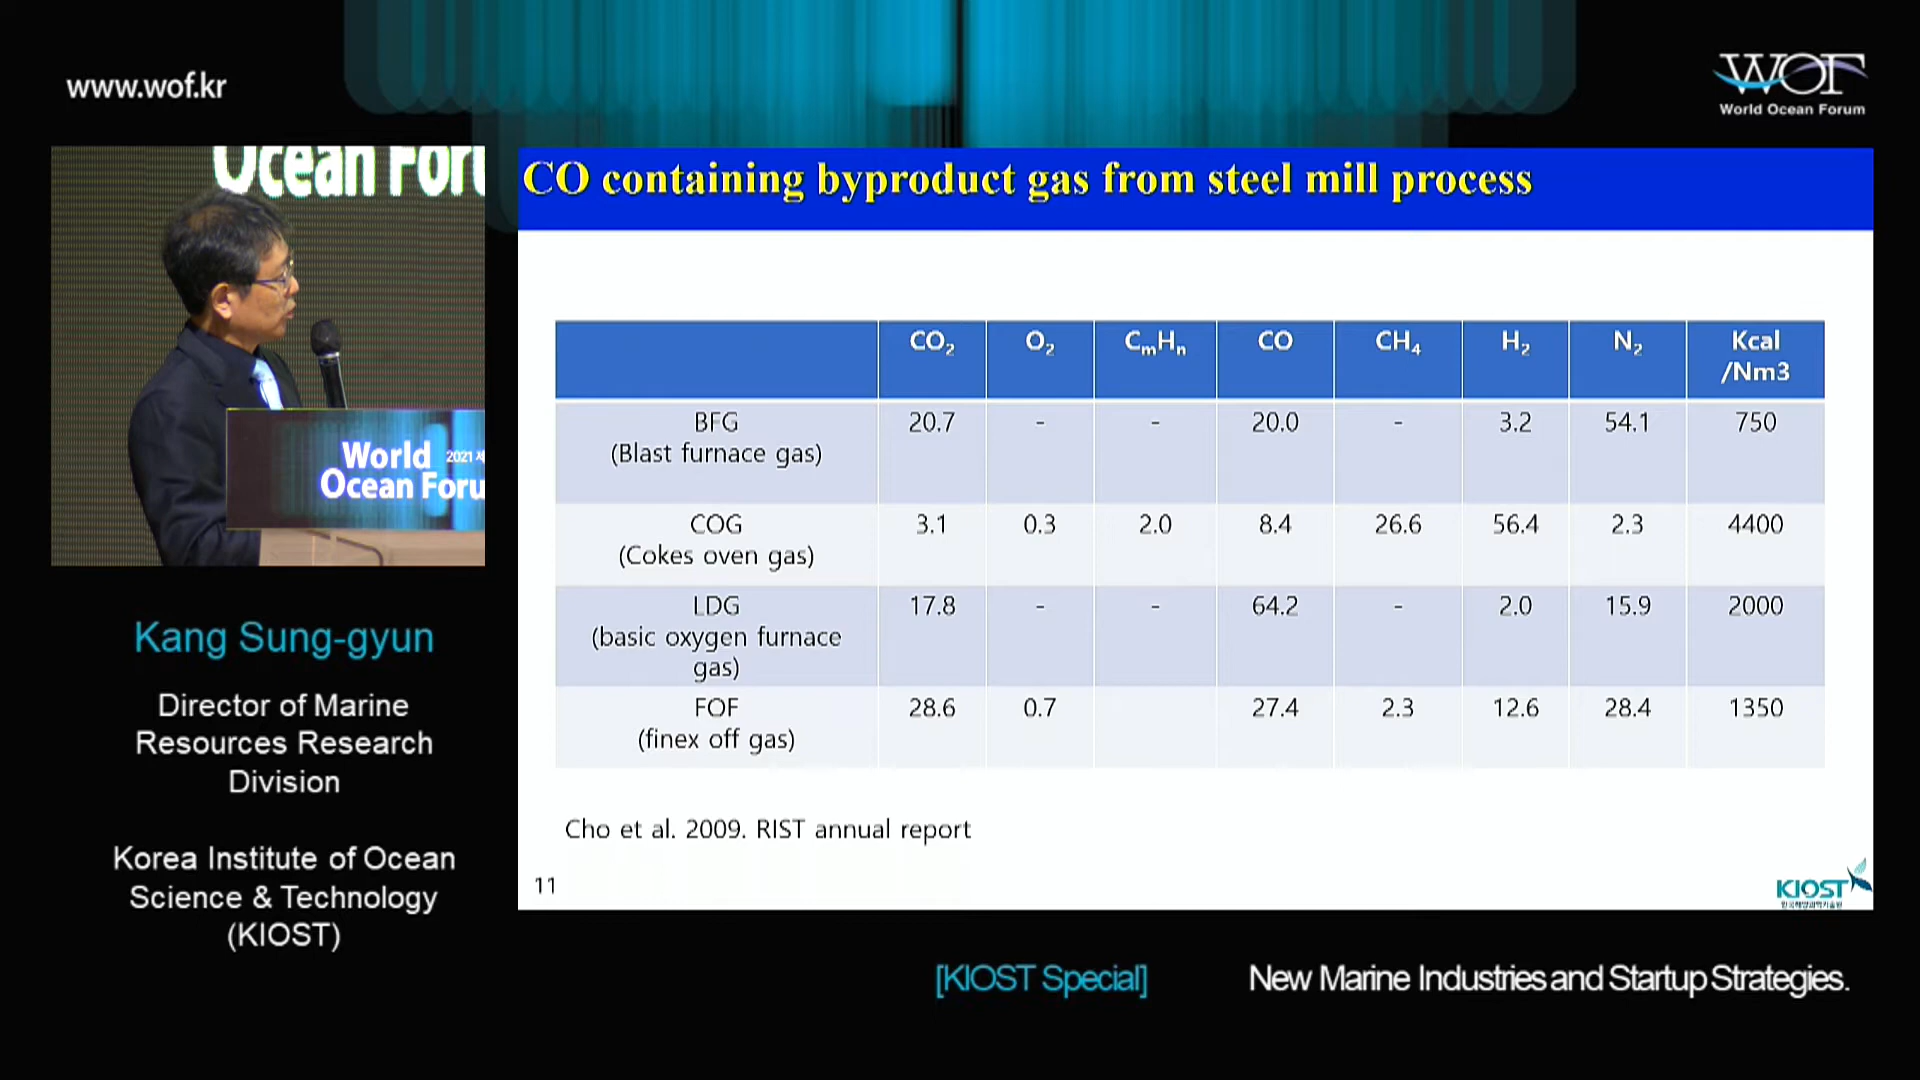 www.wof.kr
WOF
World Ocean Forum
Ocean For
World 2021 제
Ocean Foru
Kang Sung-gyun
Director of Marine
Resources Research
Division
Korea Institute of Ocean
Science & Technology
(KIOST)
CO containing byproduct gas from steel mill process
CO₂ O₂ CₘHₙ CO CH₄ H₂ N₂ Kcal
/Nm3
BFG 20.7 - - 20.0 - 3.2 54.1 750
(Blast furnace gas)
COG 3.1 0.3 2.0 8.4 26.6 56.4 2.3 4400
(Cokes oven gas)
LDG 17.8 - - 64.2 - 2.0 15.9 2000
(basic oxygen furnace
gas)
FOF 28.6 0.7 27.4 2.3 12.6 28.4 1350
(finex off gas)
Cho et al. 2009. RIST annual report
11
KIOST
한국해양과학기술원
[KIOST Special] New Marine Industries and Startup Strategies.